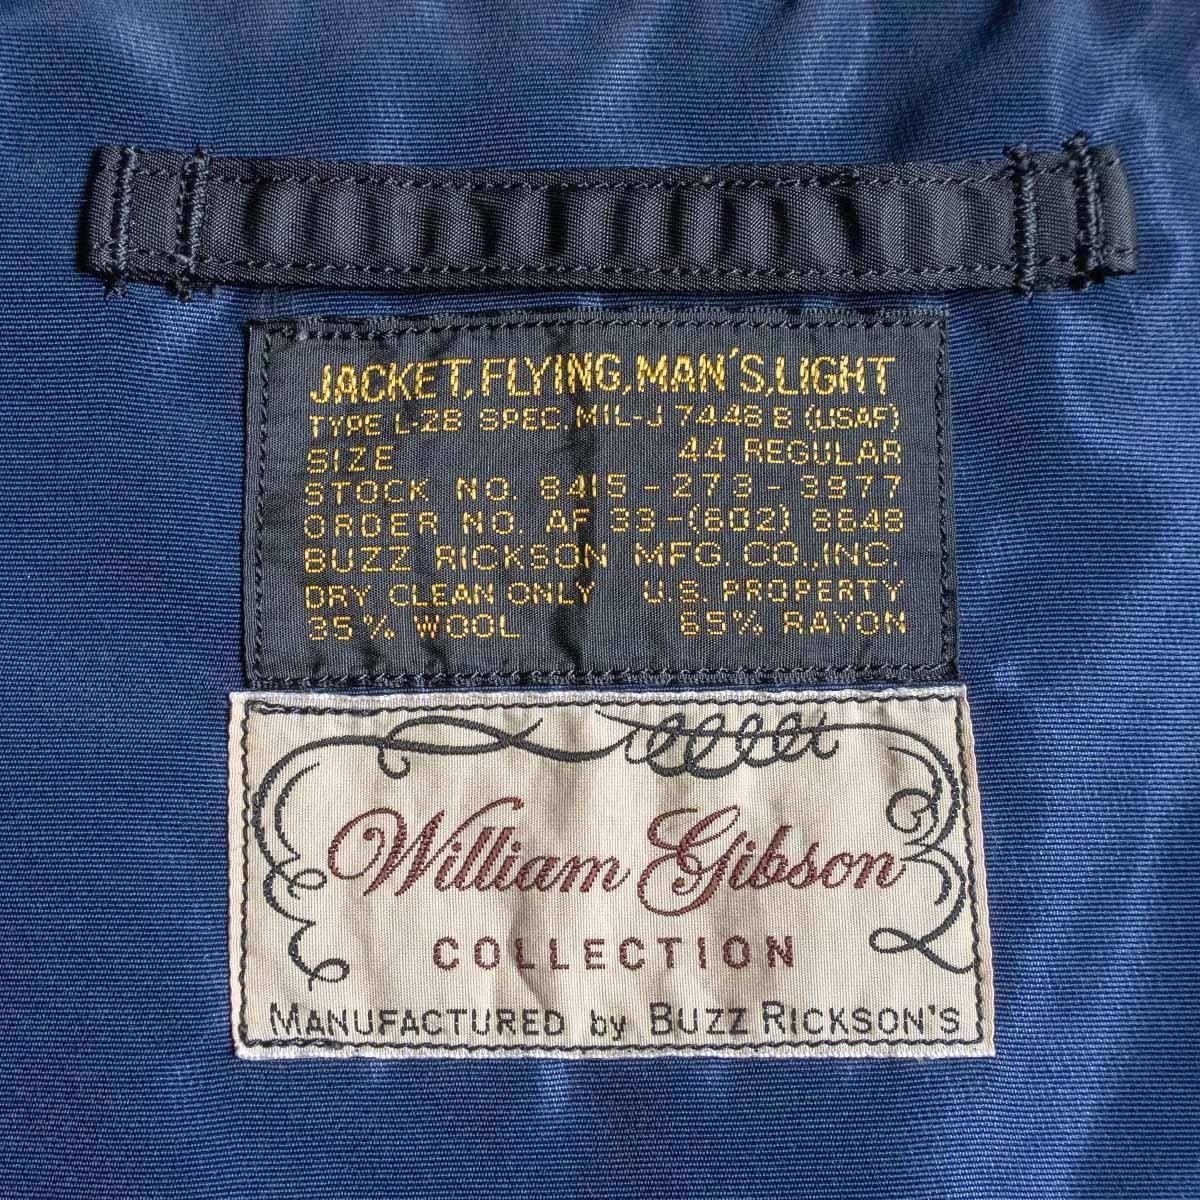 JACKET, FLYING, MAN'S, LIGHT
TYPE L-2B SPEC. MIL-J 7448 B (USAF)
SIZE 44 REGULAR
STOCK NO. 8415-273-3977
ORDER NO. AF 33-(602) 8648
BUZZ RICKSON MFG. CO., INC.
DRY CLEAN ONLY U.S. PROPERTY
35% WOOL 65% RAYON
William Gibson
COLLECTION
MANUFACTURED by BUZZ RICKSON'S